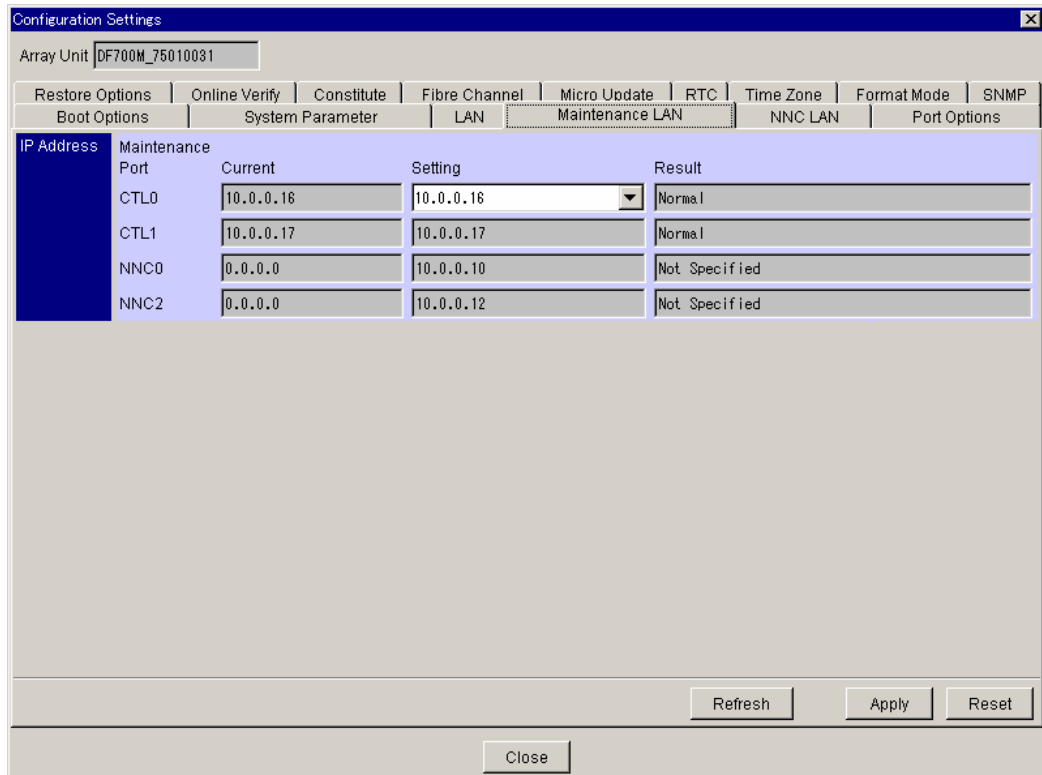 Configuration Settings
Array Unit DF700M_75010031
Restore Options Online Verify Constitute Fibre Channel Micro Update RTC Time Zone Format Mode SNMP
Boot Options System Parameter LAN Maintenance LAN NNC LAN Port Options
IP Address Maintenance
Port Current Setting Result
CTL0 10.0.0.16 10.0.0.16 Normal
CTL1 10.0.0.17 10.0.0.17 Normal
NNC0 0.0.0.0 10.0.0.10 Not Specified
NNC2 0.0.0.0 10.0.0.12 Not Specified
Refresh Apply Reset
Close